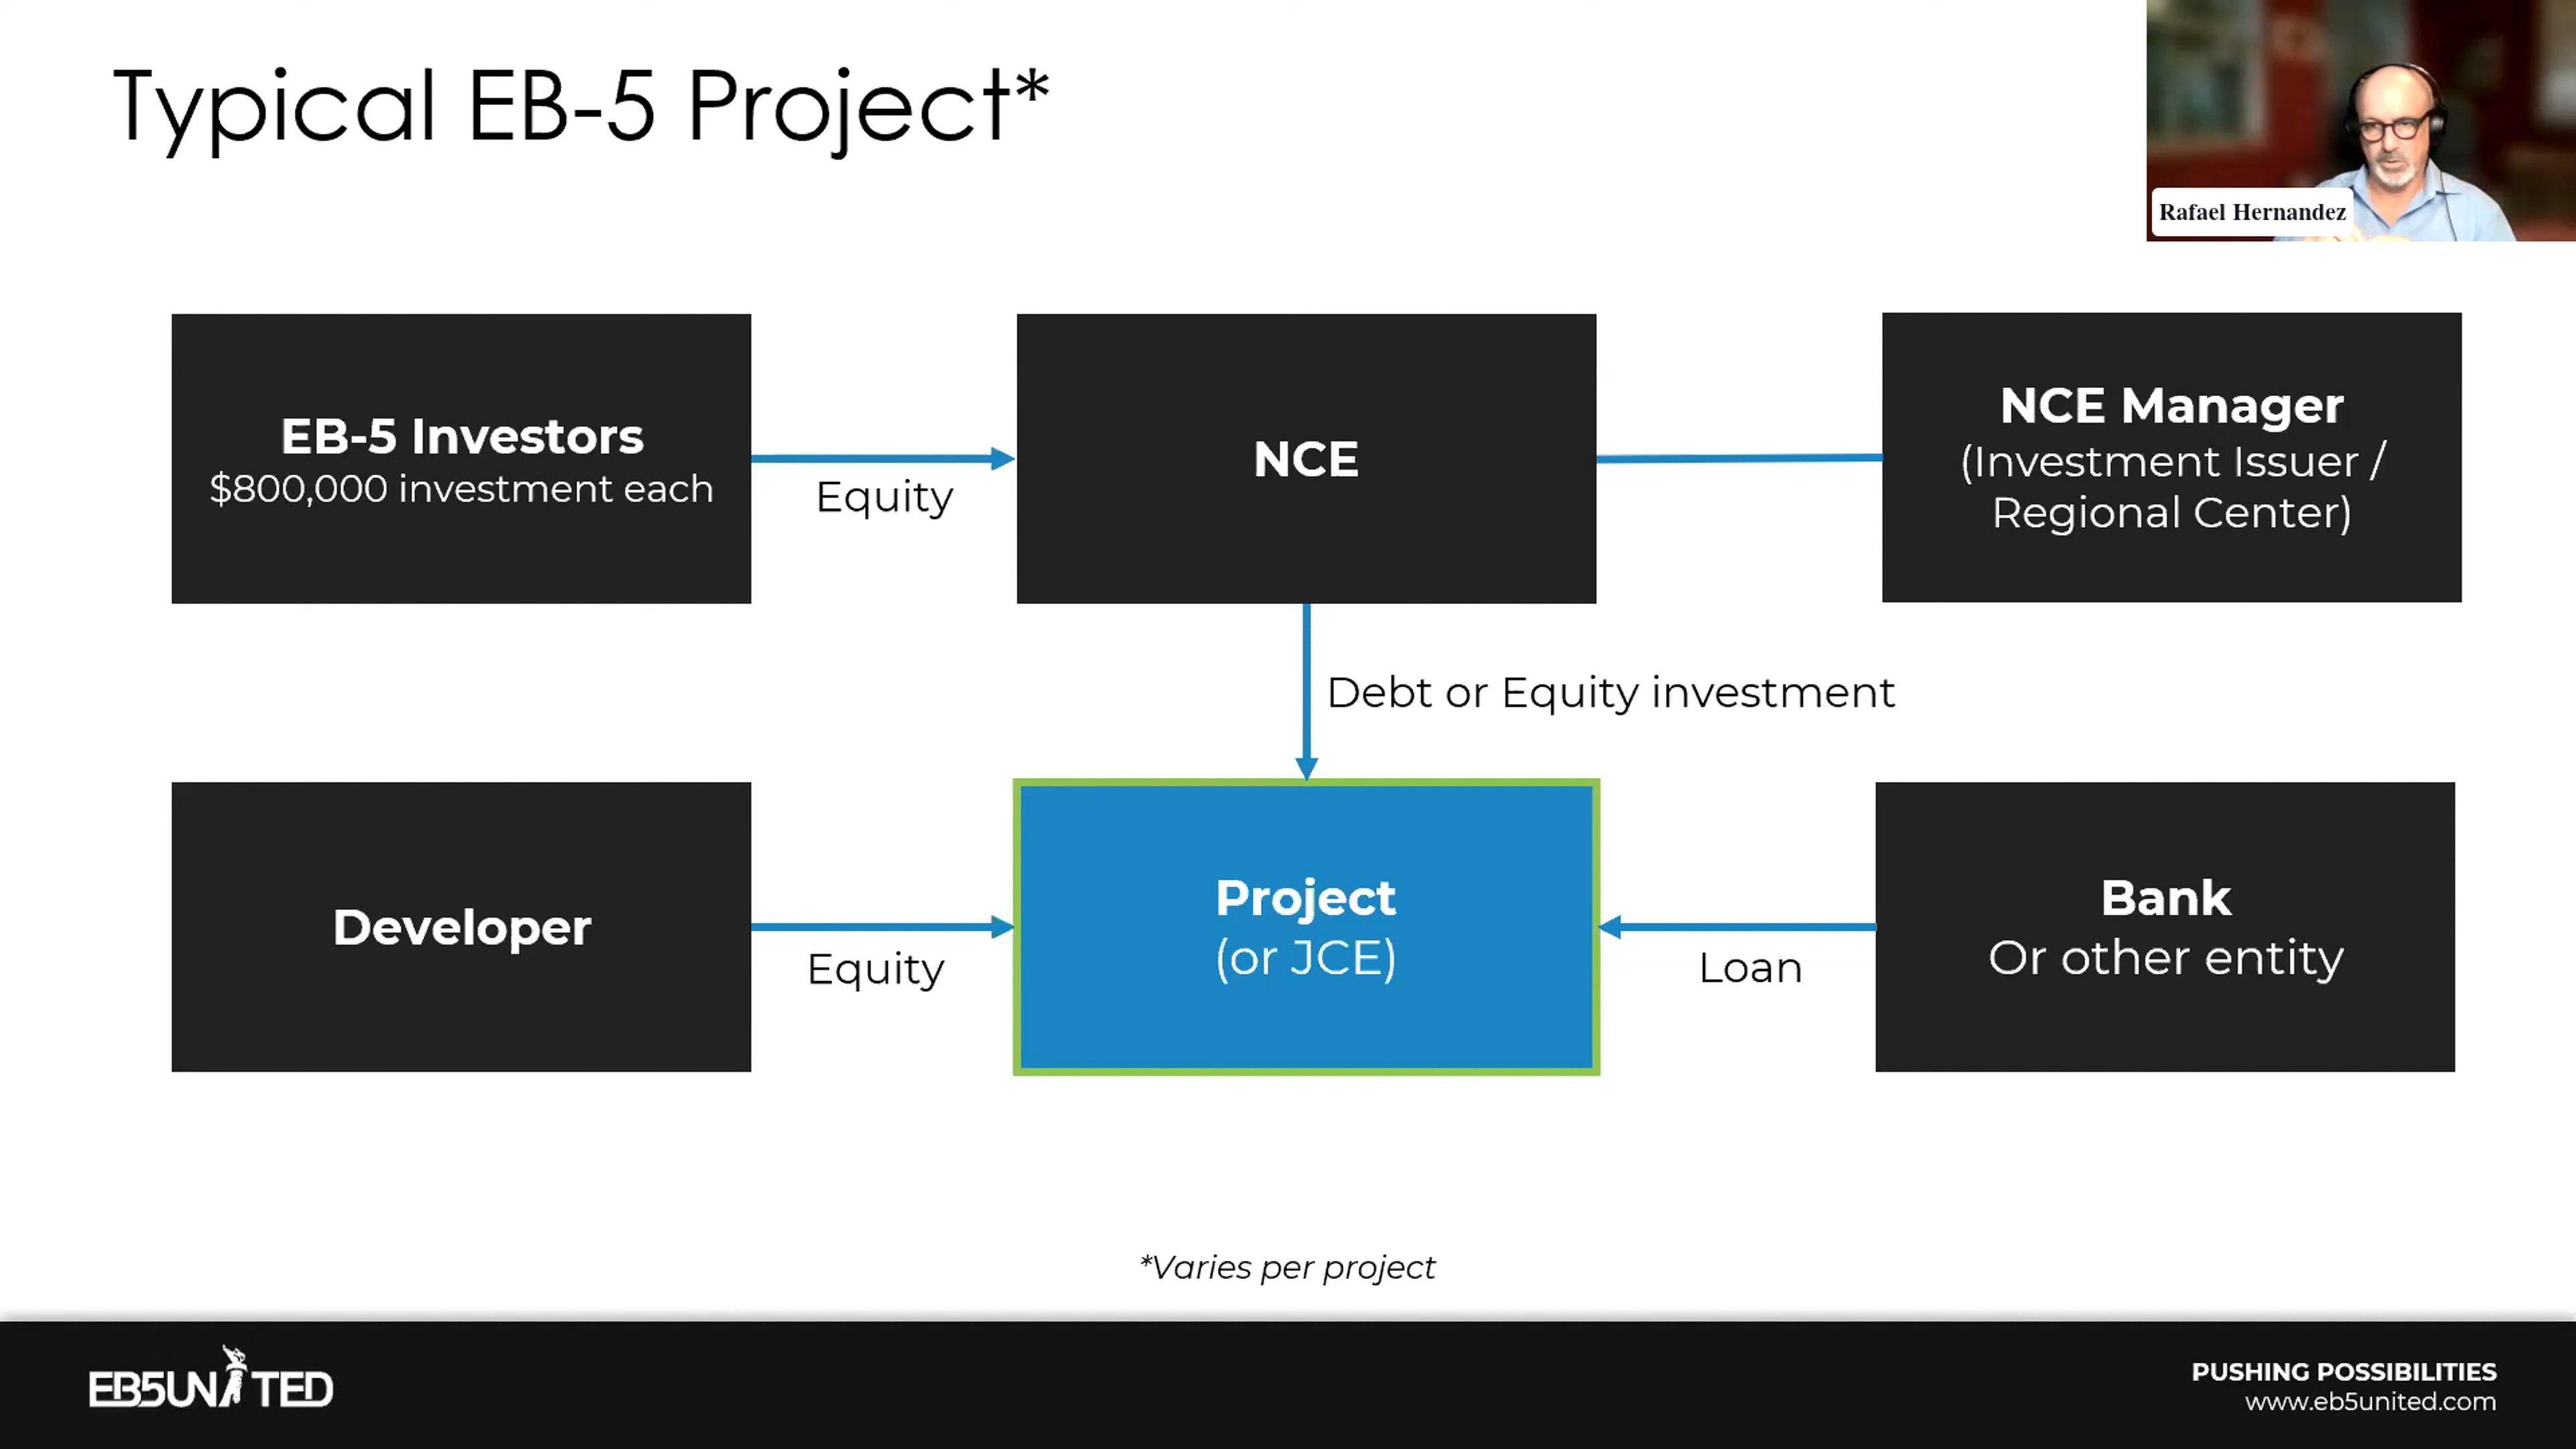 Typical EB-5 Project*
Rafael Hernandez
EB-5 Investors
$800,000 investment each
Equity
NCE
NCE Manager
(Investment Issuer /
Regional Center)
Debt or Equity investment
Developer
Equity
Project
(or JCE)
Loan
Bank
Or other entity
*Varies per project
EB5UNITED
PUSHING POSSIBILITIES
www.eb5united.com